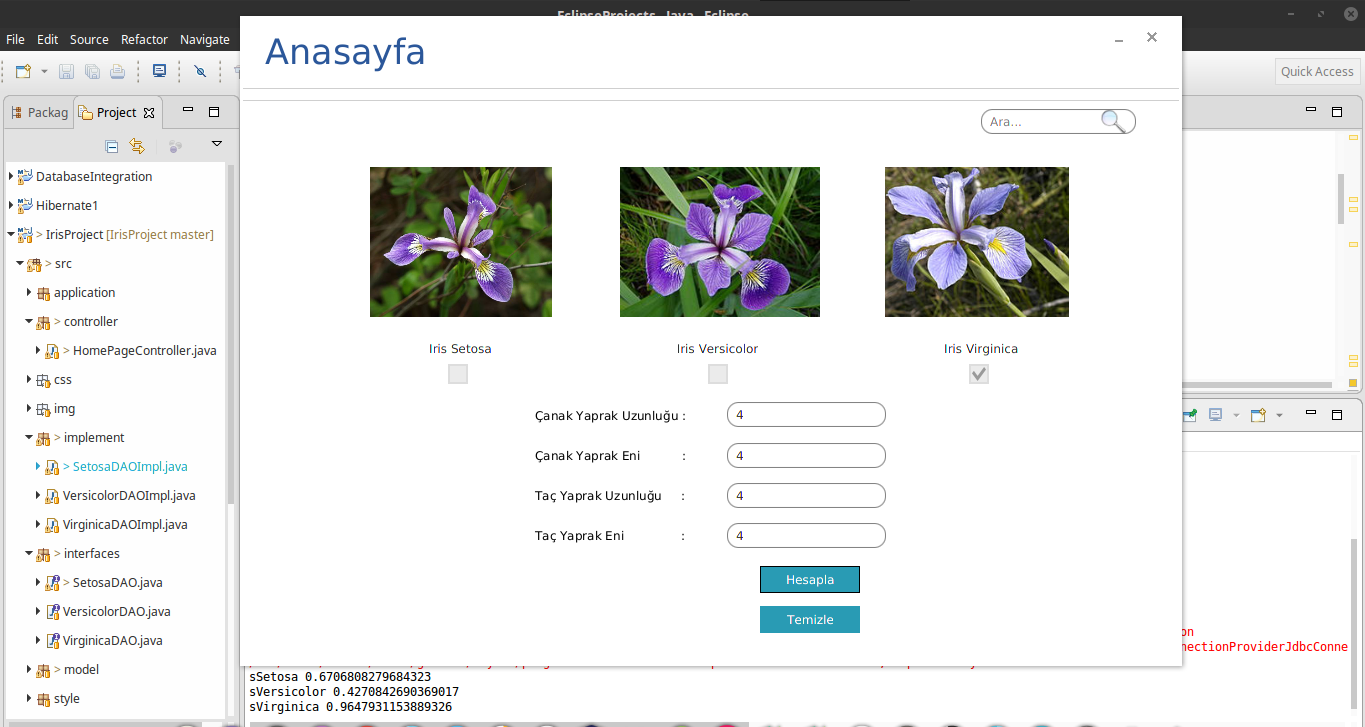 EclipseProjects - Java - Eclipse
File Edit Source Refactor Navigate
Quick Access
Packag
Project
DatabaseIntegration
Hibernate1
> IrisProject [IrisProject master]
> src
application
> controller
> HomePageController.java
css
img
> implement
> SetosaDAOImpl.java
VersicolorDAOImpl.java
VirginicaDAOImpl.java
> interfaces
> SetosaDAO.java
VersicolorDAO.java
VirginicaDAO.java
> model
style
Anasayfa
Ara...
Iris Setosa
Iris Versicolor
Iris Virginica
Çanak Yaprak Uzunluğu : 4
Çanak Yaprak Eni : 4
Taç Yaprak Uzunluğu : 4
Taç Yaprak Eni : 4
Hesapla
Temizle
on
nectionProviderJdbcConne
sSetosa 0.6706808279684323
sVersicolor 0.4270842690369017
sVirginica 0.9647931153889326